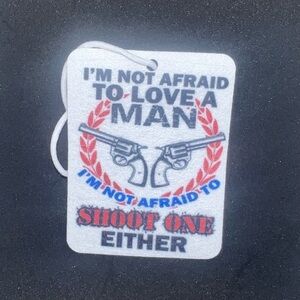 I'M NOT AFRAID
TO LOVE A
MAN
I'M NOT AFRAID TO
SHOOT ONE
EITHER